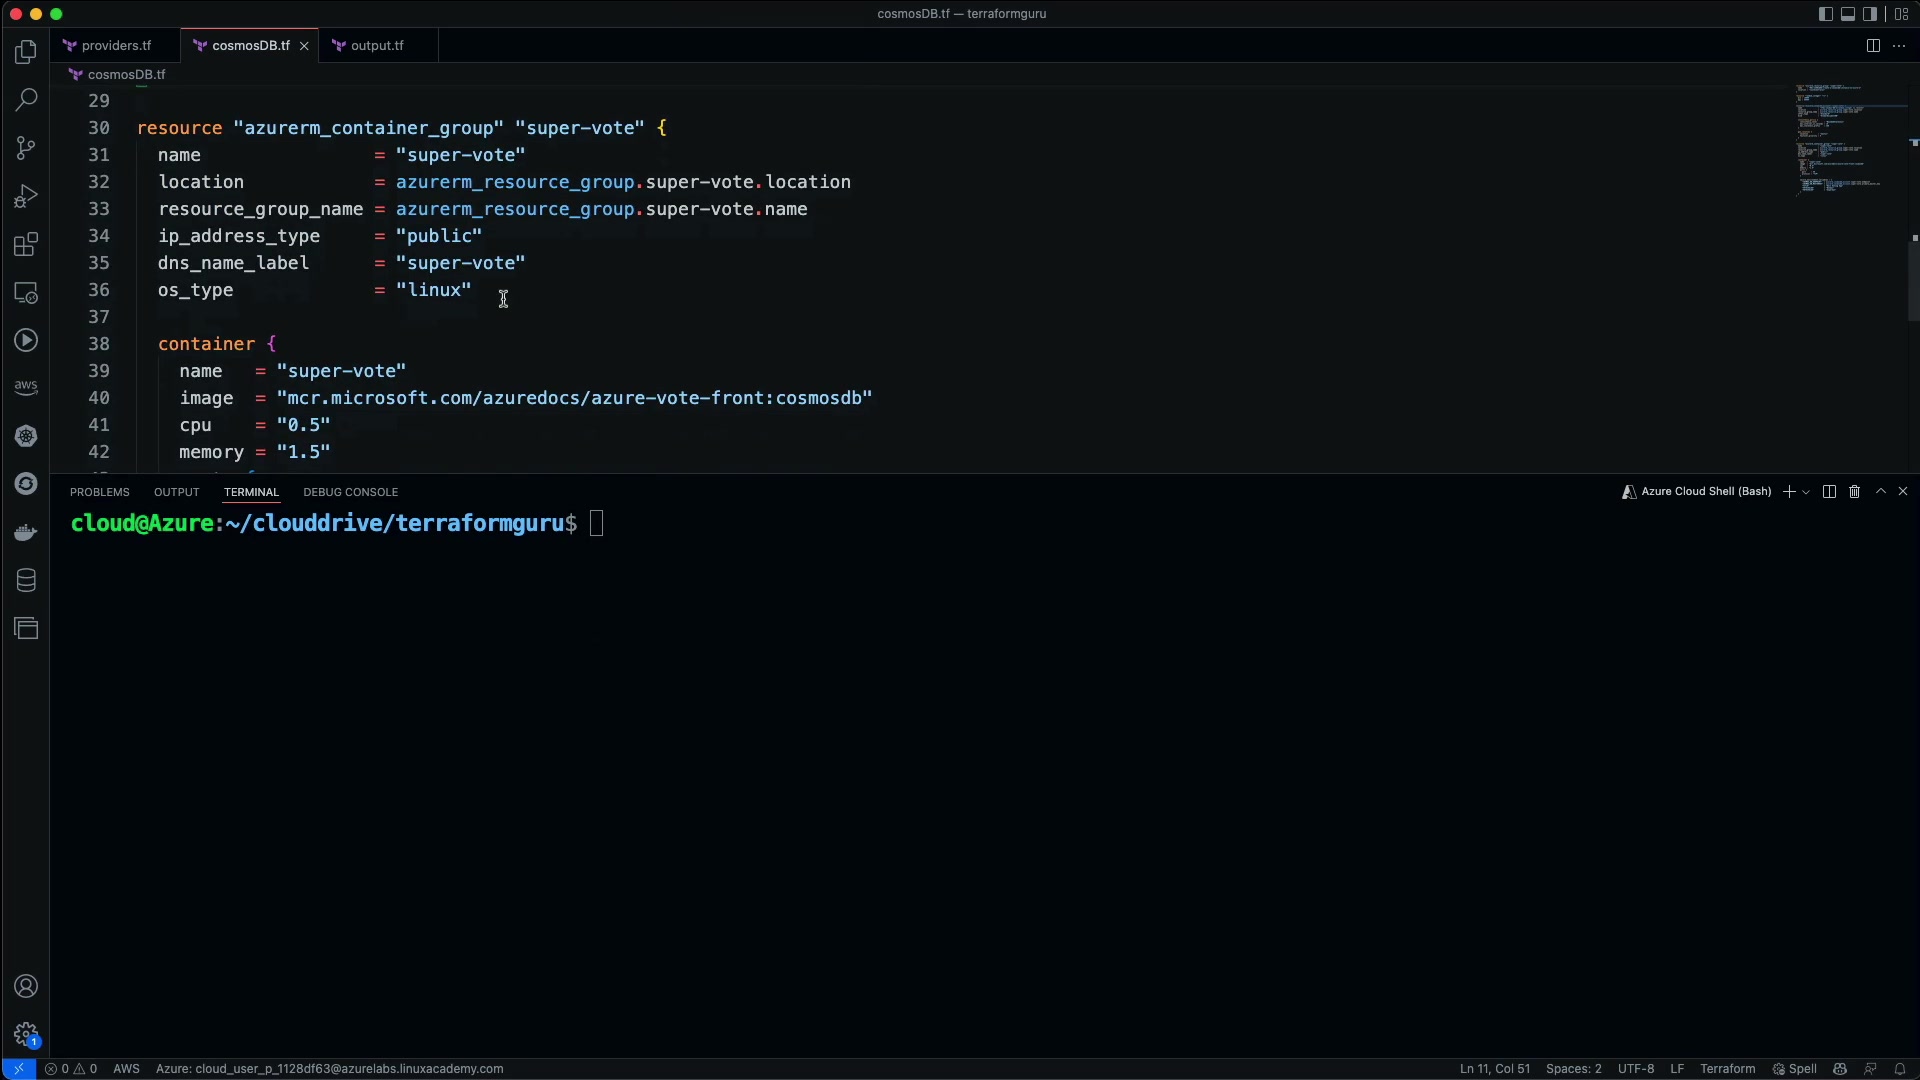 cosmosDB.tf — terraformguru
providers.tf
cosmosDB.tf
output.tf
cosmosDB.tf
29
30 resource "azurerm_container_group" "super-vote" {
31 name = "super-vote"
32 location = azurerm_resource_group.super-vote.location
33 resource_group_name = azurerm_resource_group.super-vote.name
34 ip_address_type = "public"
35 dns_name_label = "super-vote"
36 os_type = "linux"
37
38 container {
39 name = "super-vote"
40 image = "mcr.microsoft.com/azuredocs/azure-vote-front:cosmosdb"
41 cpu = "0.5"
42 memory = "1.5"
aws
PROBLEMS OUTPUT TERMINAL DEBUG CONSOLE
Azure Cloud Shell (Bash)
cloud@Azure:~/clouddrive/terraformguru$
1
0 0 AWS Azure: cloud_user_p_1128df63@azurelabs.linuxacademy.com
Ln 11, Col 51 Spaces: 2 UTF-8 LF Terraform Spell